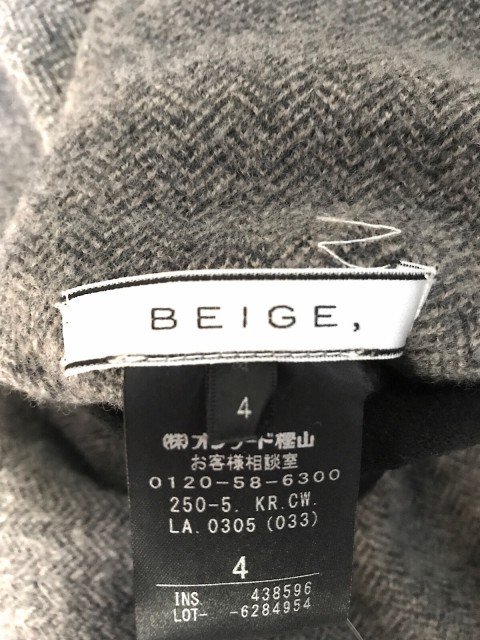 BEIGE,
4
㈱オンワード樫山
お客様相談室
0120-58-6300
250-5. KR.CW.
LA.0305(033)
4
INS 438596
LOT- -6284954